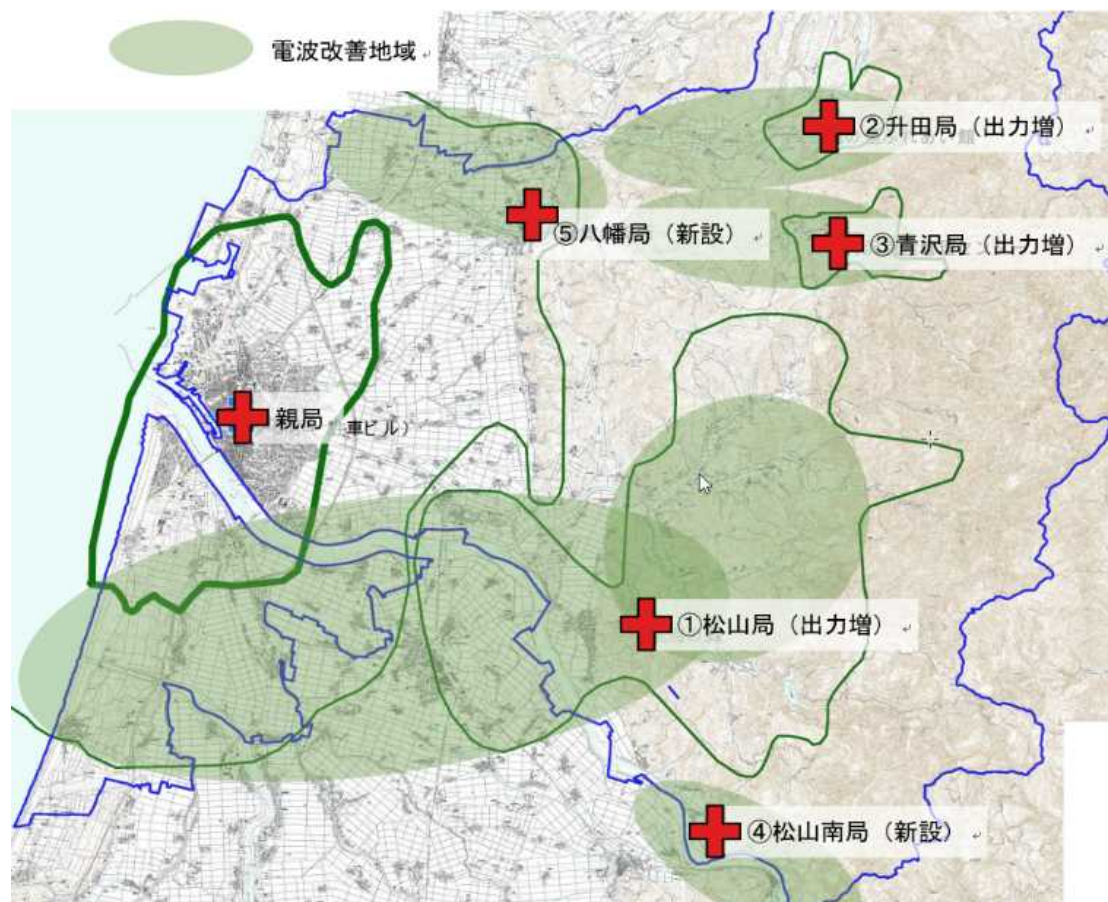 電波改善地域
②升田局（出力増）
⑤八幡局（新設）
③青沢局（出力増）
親局
車ビル）
①松山局（出力増）
④松山南局（新設）